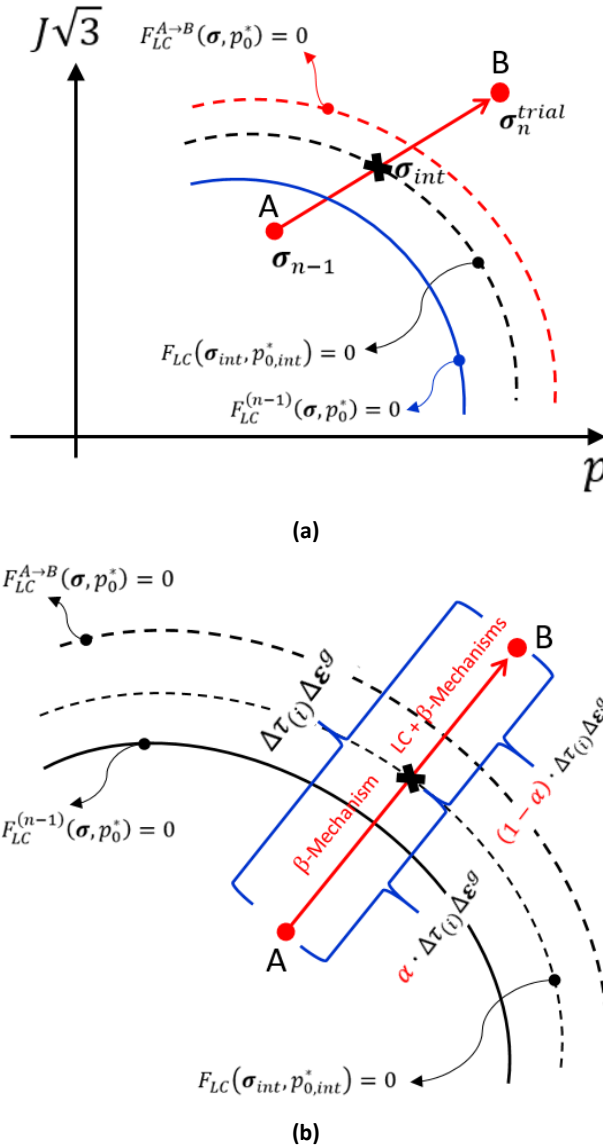 J√3
F_{LC}^{A→B}(σ, p_0^*) = 0
B
σ_n^{trial}
σ_{int}
A
σ_{n−1}
F_{LC}(σ_{int}, p_{0,int}^*) = 0
F_{LC}^{(n−1)}(σ, p_0^*) = 0
p
(a)
F_{LC}^{A→B}(σ, p_0^*) = 0
B
Δτ_{(i)}Δε^g
LC + β-Mechanisms
β-Mechanism
(1 − α) · Δτ_{(i)}Δε^g
F_{LC}^{(n−1)}(σ, p_0^*) = 0
A
α · Δτ_{(i)}Δε^g
F_{LC}(σ_{int}, p_{0,int}^*) = 0
(b)